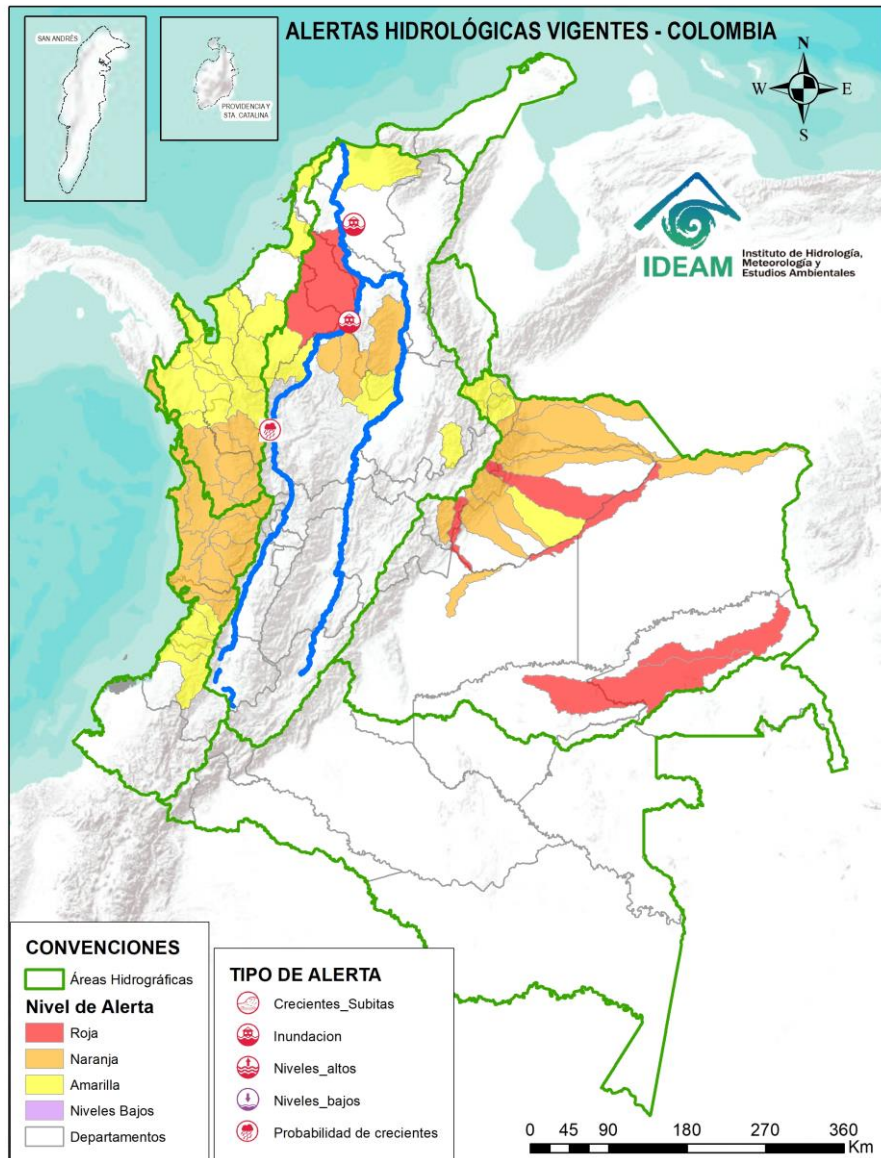 ALERTAS HIDROLÓGICAS VIGENTES - COLOMBIA
SAN ANDRÉS
PROVIDENCIA Y
STA. CATALINA
N
W
E
S
IDEAM
Instituto de Hidrología,
Meteorología y
Estudios Ambientales
CONVENCIONES
Áreas Hidrográficas
Nivel de Alerta
Roja
Naranja
Amarilla
Niveles Bajos
Departamentos
TIPO DE ALERTA
Crecientes_Subitas
Inundacion
Niveles_altos
Niveles_bajos
Probabilidad de crecientes
0 45 90 180 270 360
Km